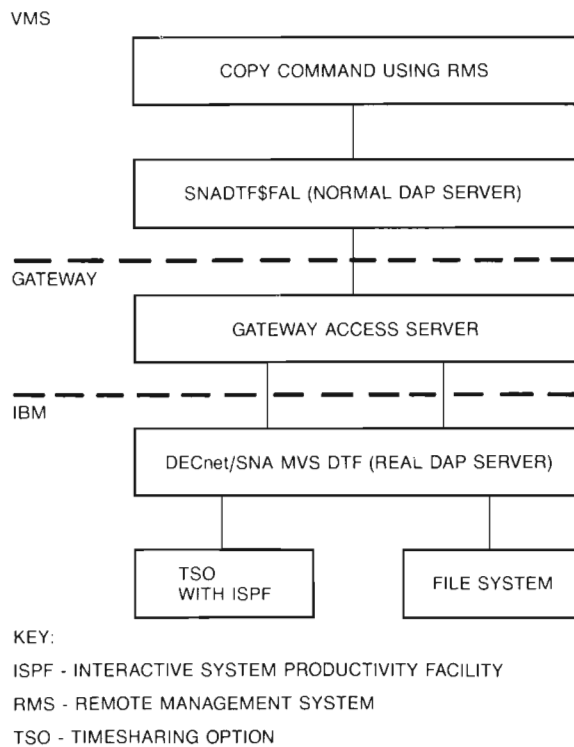 VMS
COPY COMMAND USING RMS
SNADTF$FAL (NORMAL DAP SERVER)
GATEWAY
GATEWAY ACCESS SERVER
IBM
DECnet/SNA MVS DTF (REAL DAP SERVER)
TSO
WITH ISPF
FILE SYSTEM
KEY:
ISPF - INTERACTIVE SYSTEM PRODUCTIVITY FACILITY
RMS - REMOTE MANAGEMENT SYSTEM
TSO - TIMESHARING OPTION